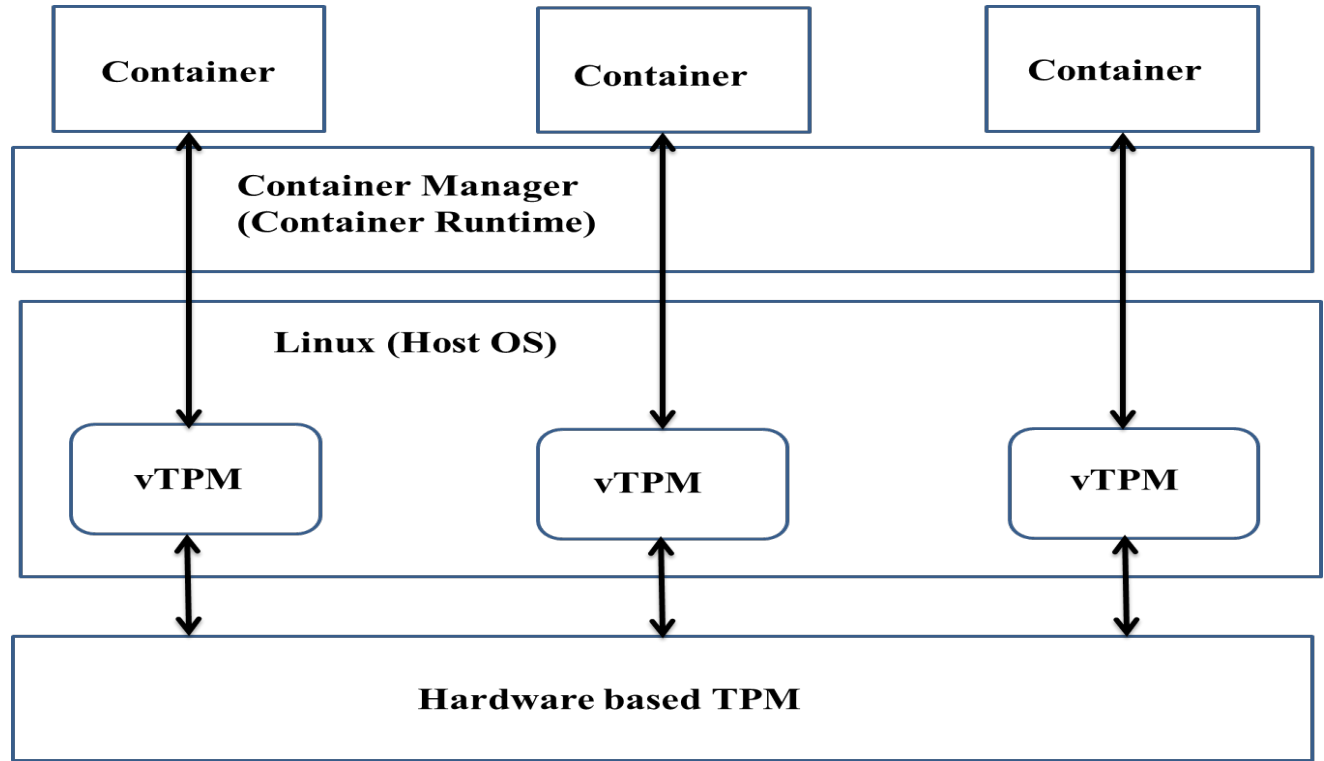 Container
Container
Container
Container Manager
(Container Runtime)
Linux (Host OS)
vTPM
vTPM
vTPM
Hardware based TPM